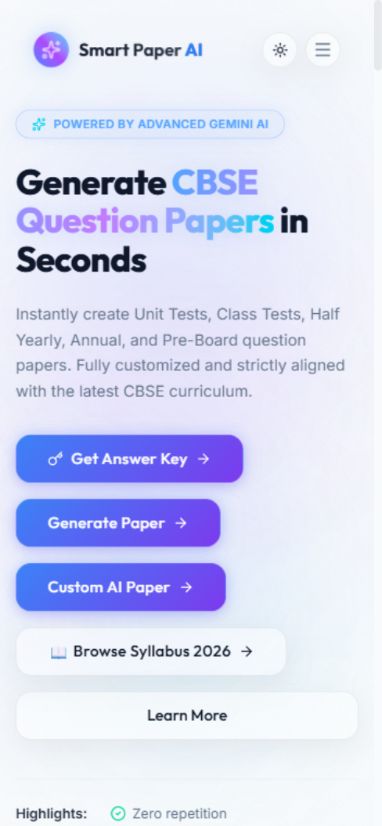 Smart Paper AI
POWERED BY ADVANCED GEMINI AI
Generate CBSE
Question Papers in
Seconds
Instantly create Unit Tests, Class Tests, Half
Yearly, Annual, and Pre-Board question
papers. Fully customized and strictly aligned
with the latest CBSE curriculum.
Get Answer Key →
Generate Paper →
Custom AI Paper →
Browse Syllabus 2026 →
Learn More
Highlights: Zero repetition